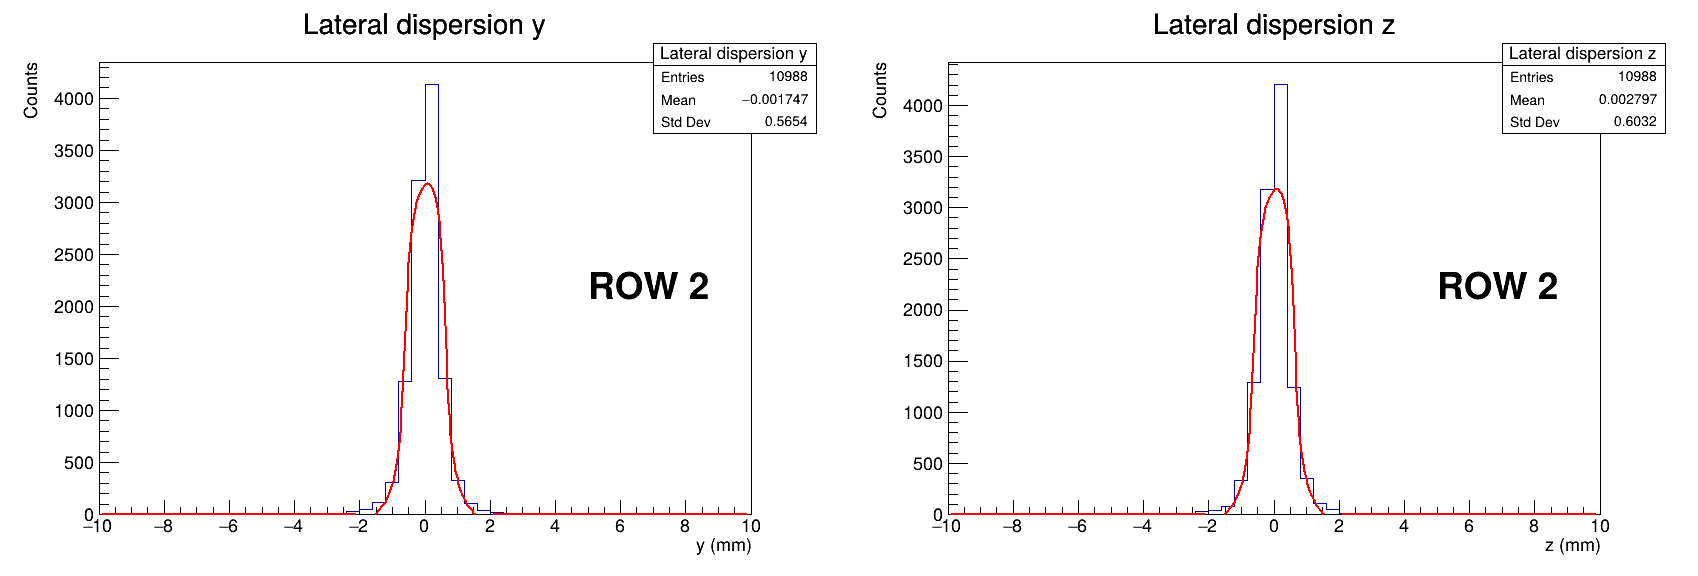 Lateral dispersion y
Lateral dispersion y
Entries 10988
Mean −0.001747
Std Dev 0.5654
Counts
4000
3500
3000
2500
2000
1500
1000
500
0
ROW 2
−10 −8 −6 −4 −2 0 2 4 6 8 10
y (mm)
Lateral dispersion z
Lateral dispersion z
Entries 10988
Mean 0.002797
Std Dev 0.6032
Counts
4000
3500
3000
2500
2000
1500
1000
500
0
ROW 2
−10 −8 −6 −4 −2 0 2 4 6 8 10
z (mm)